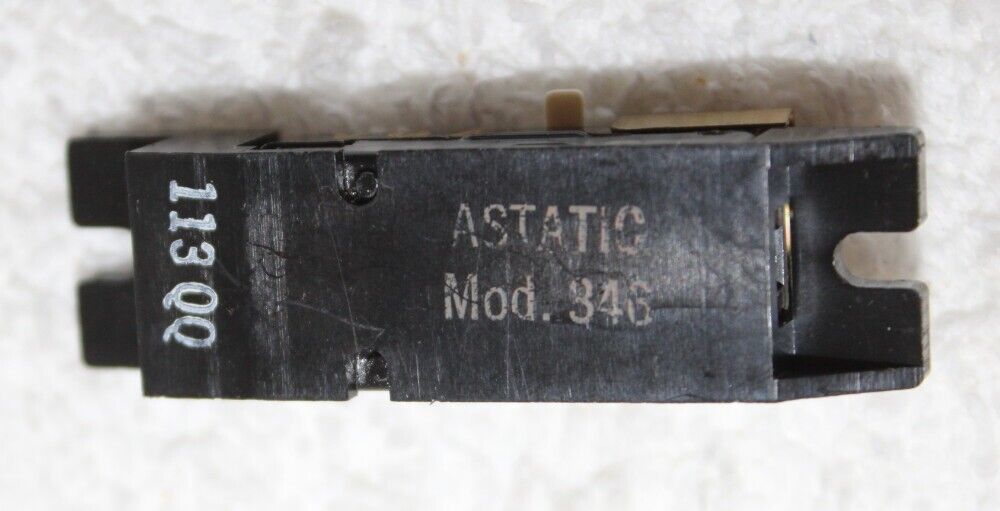 113 QQ
ASTATIC
Mod. 346